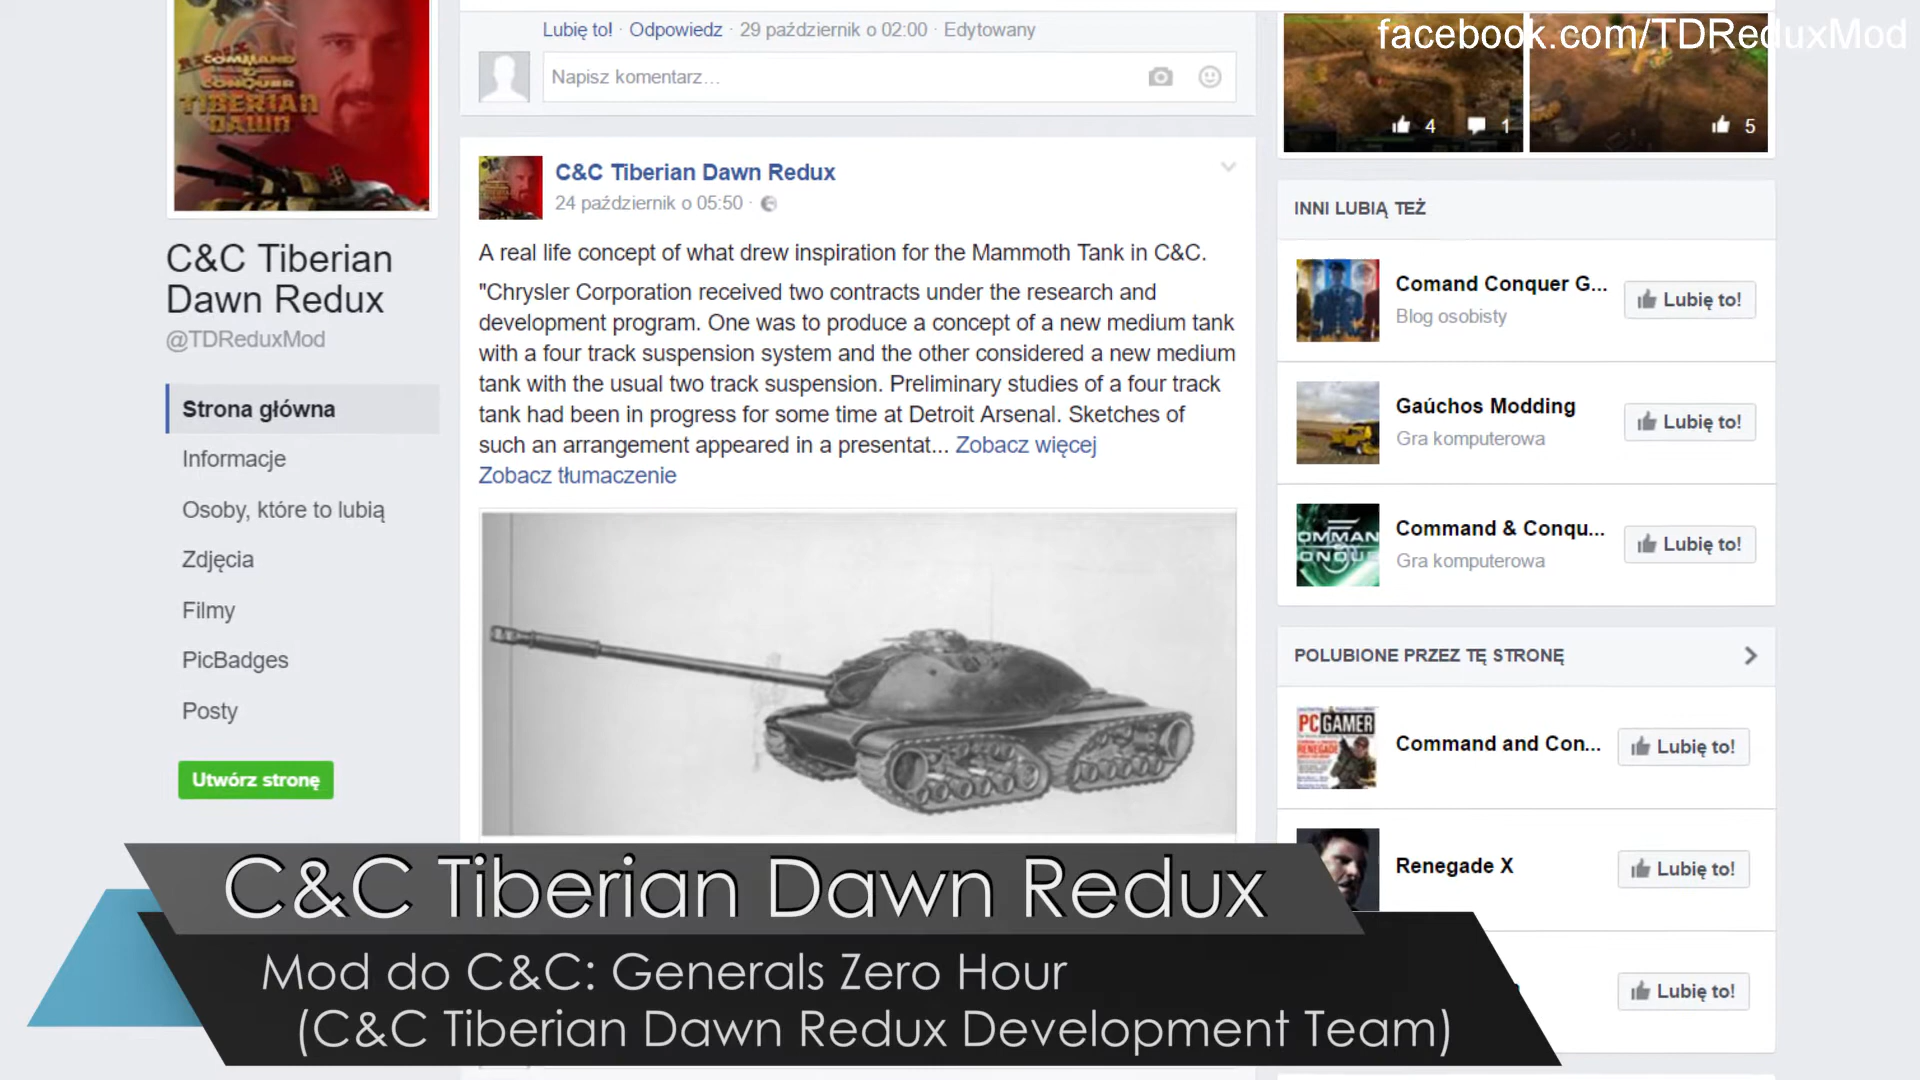 facebook.com/TDReduxMod
Lubię to! · Odpowiedz · 29 październik o 02:00 · Edytowany
Napisz komentarz...
4
1
5
COMMAND
&
CONQUER
TIBERIAN
DAWN
C&C Tiberian
Dawn Redux
@TDReduxMod
Strona główna
Informacje
Osoby, które to lubią
Zdjęcia
Filmy
PicBadges
Posty
Utwórz stronę
C&C Tiberian Dawn Redux
24 październik o 05:50 ·
A real life concept of what drew inspiration for the Mammoth Tank in C&C.
"Chrysler Corporation received two contracts under the research and
development program. One was to produce a concept of a new medium tank
with a four track suspension system and the other considered a new medium
tank with the usual two track suspension. Preliminary studies of a four track
tank had been in progress for some time at Detroit Arsenal. Sketches of
such an arrangement appeared in a presentat... Zobacz więcej
Zobacz tłumaczenie
INNI LUBIĄ TEŻ
Comand Conquer G...
Blog osobisty
Lubię to!
Gaúchos Modding
Gra komputerowa
Lubię to!
Command & Conqu...
Gra komputerowa
Lubię to!
POLUBIONE PRZEZ TĘ STRONĘ
PC GAMER
RENEGADE
Command and Con...
Lubię to!
Renegade X
Lubię to!
Lubię to!
C&C Tiberian Dawn Redux
Mod do C&C: Generals Zero Hour
(C&C Tiberian Dawn Redux Development Team)